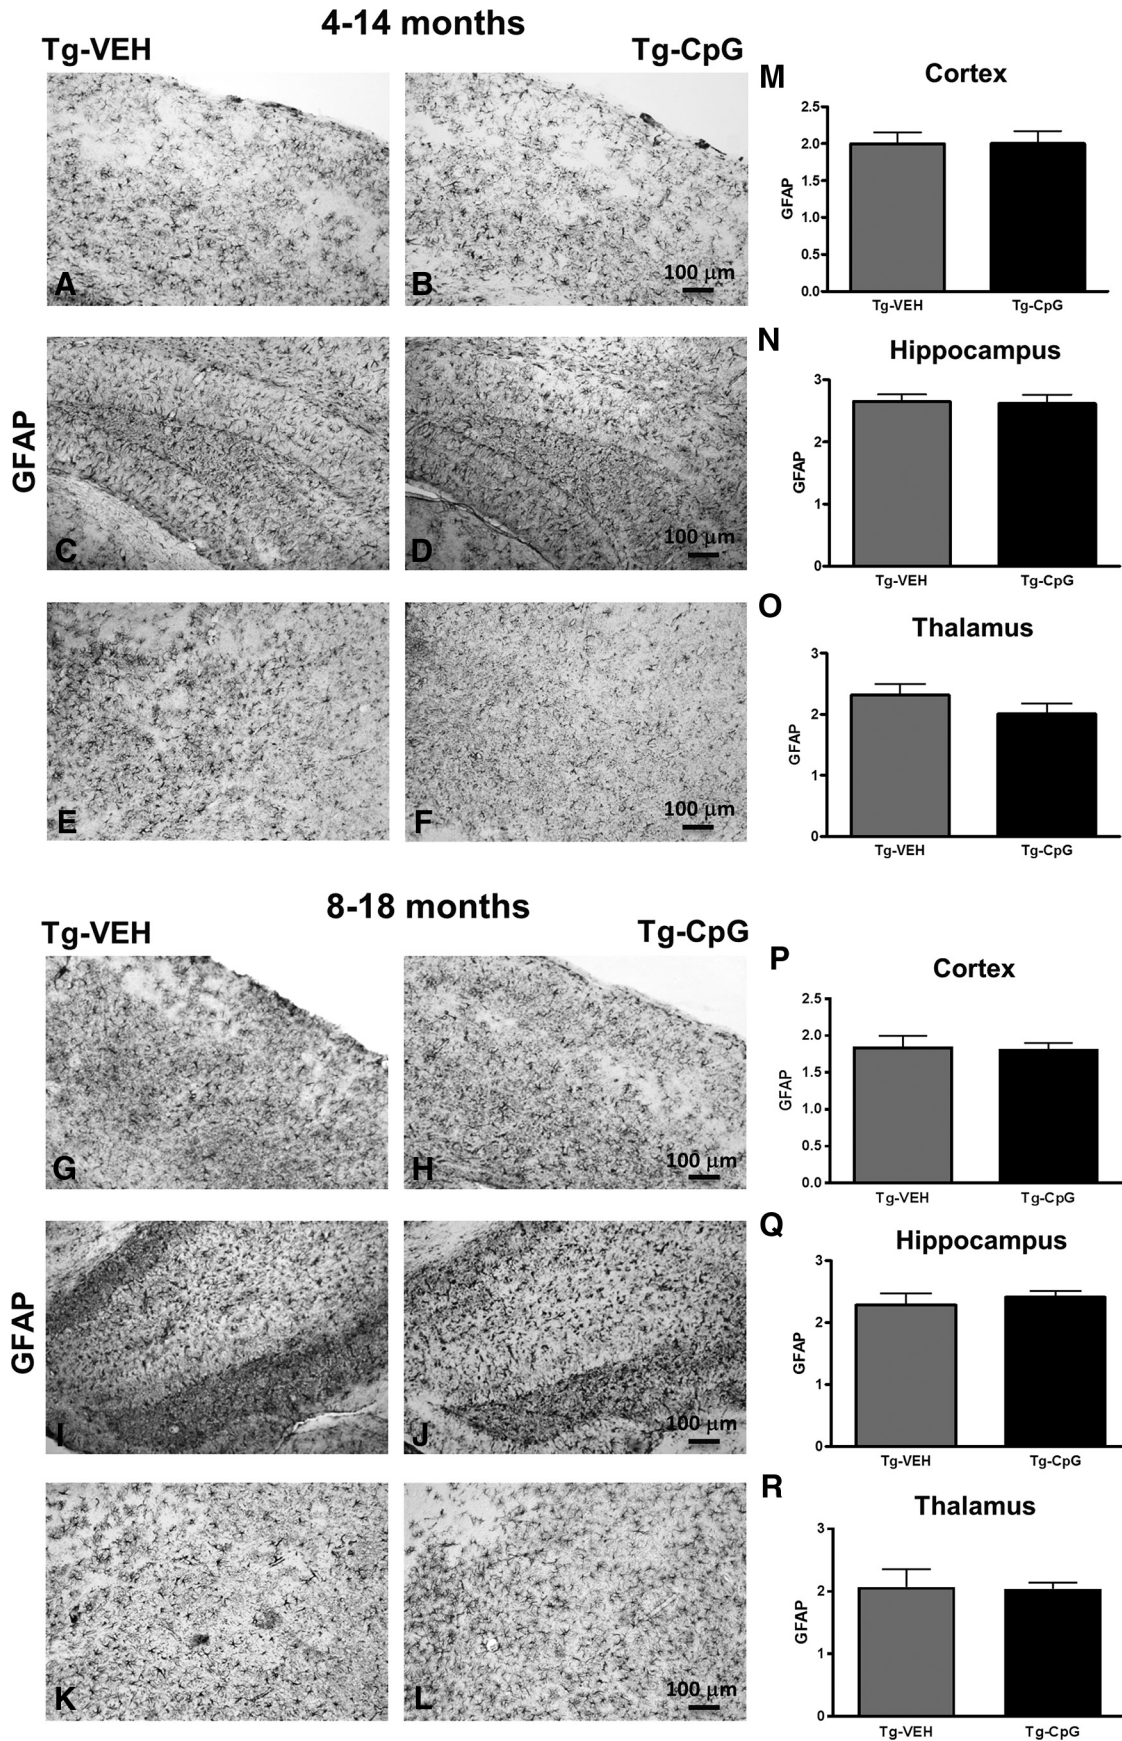 4-14 months
Tg-VEH
Tg-CpG
GFAP
A
B
100 μm
C
D
100 μm
E
F
100 μm
M
Cortex
2.5
2.0
1.5
1.0
0.5
0.0
GFAP
Tg-VEH
Tg-CpG
N
Hippocampus
3
2
1
0
GFAP
Tg-VEH
Tg-CpG
O
Thalamus
3
2
1
0
GFAP
Tg-VEH
Tg-CpG
8-18 months
Tg-VEH
Tg-CpG
GFAP
G
H
100 μm
I
J
100 μm
K
L
100 μm
P
Cortex
2.5
2.0
1.5
1.0
0.5
0.0
GFAP
Tg-VEH
Tg-CpG
Q
Hippocampus
3
2
1
0
GFAP
Tg-VEH
Tg-CpG
R
Thalamus
3
2
1
0
GFAP
Tg-VEH
Tg-CpG